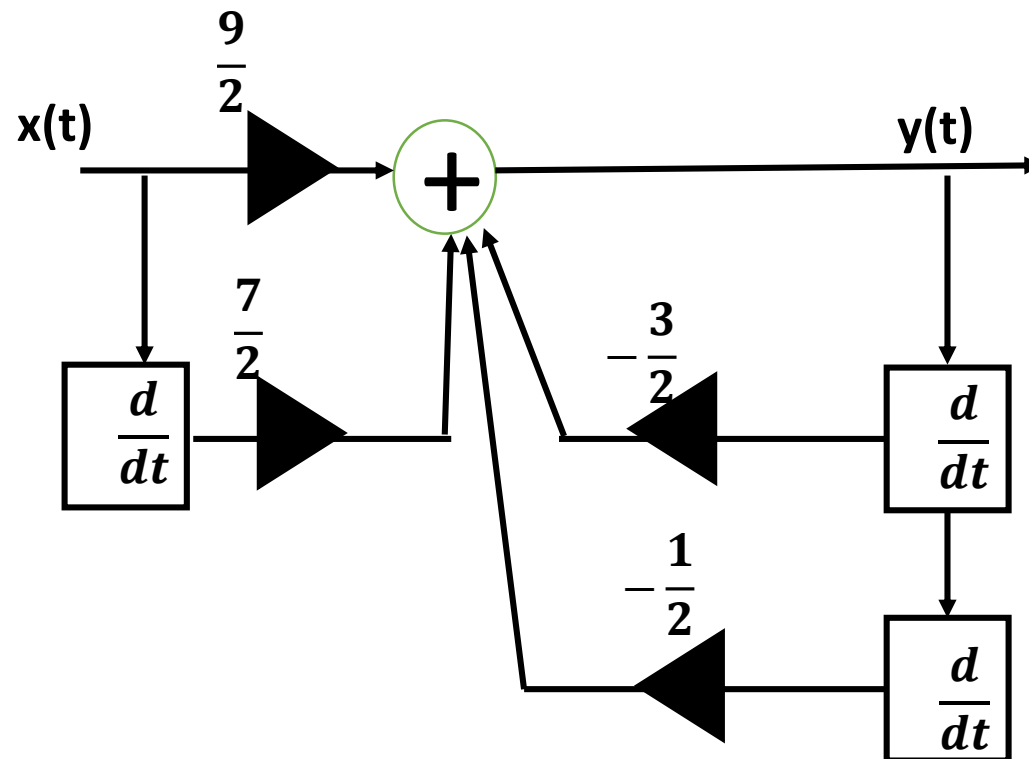 9/2
x(t)
y(t)
+
7/2
-3/2
d/dt
d/dt
-1/2
d/dt